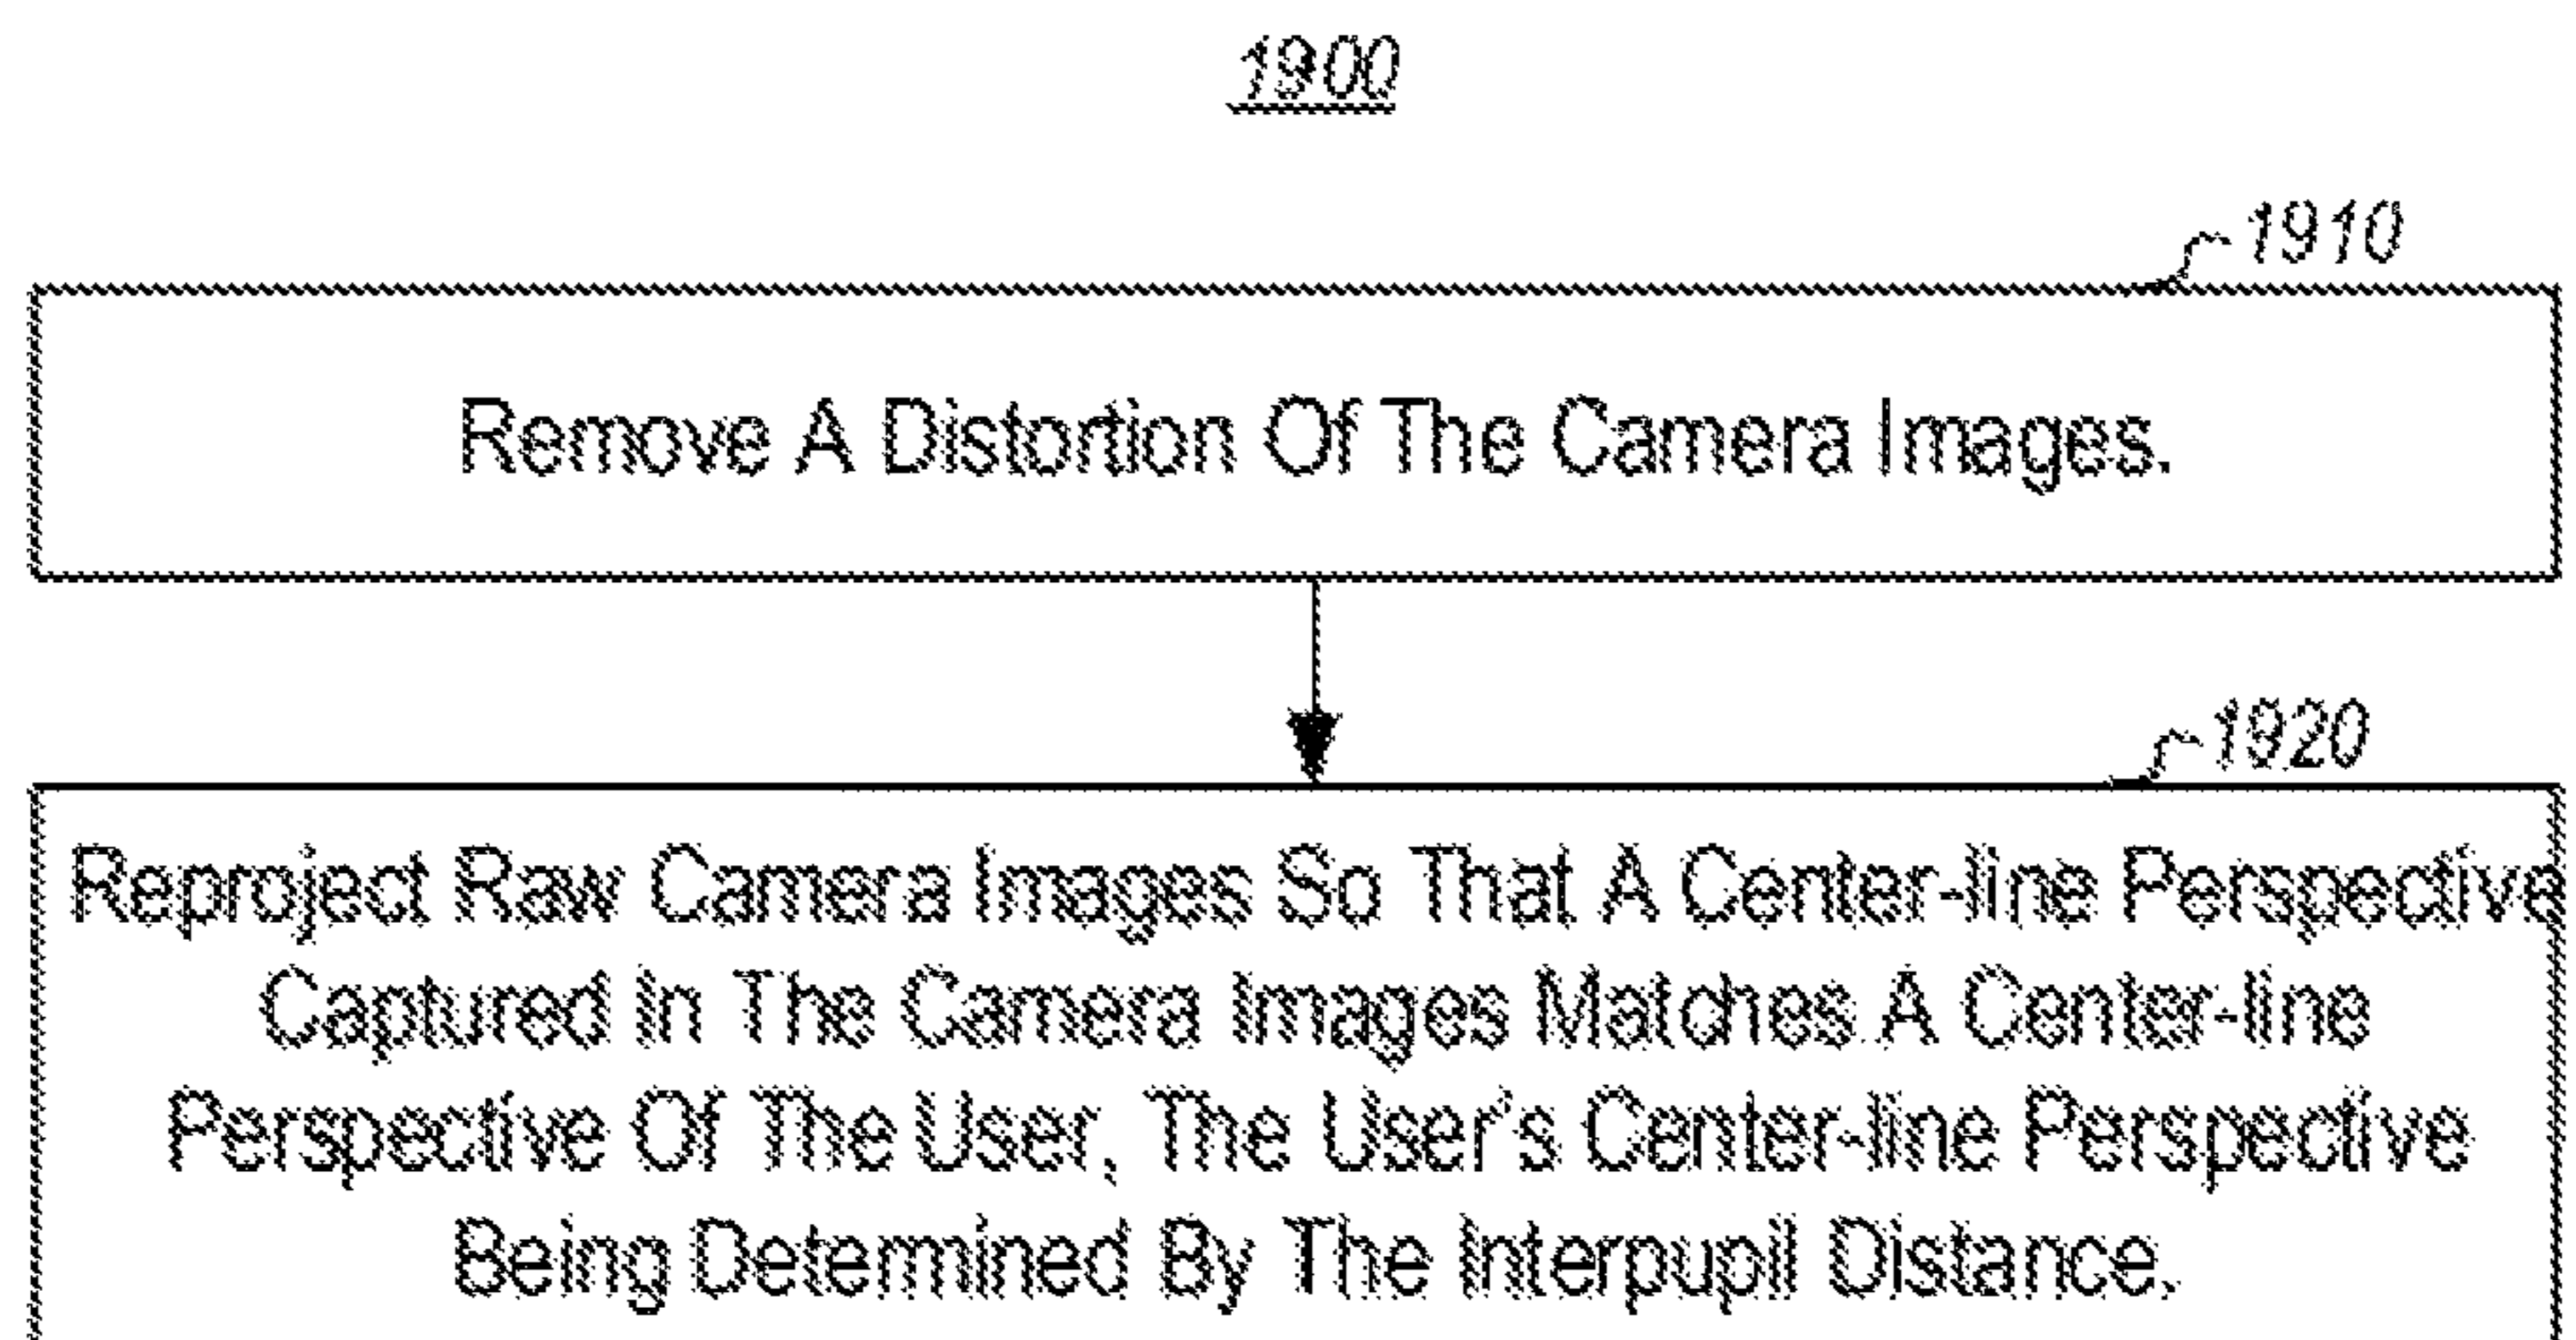 1900
1910
Remove A Distortion Of The Camera Images.
1920
Reproject Raw Camera Images So That A Center-line Perspective
Captured In The Camera Images Matches A Center-line
Perspective Of The User, The User's Center-line Perspective
Being Determined By The Interpupil Distance.